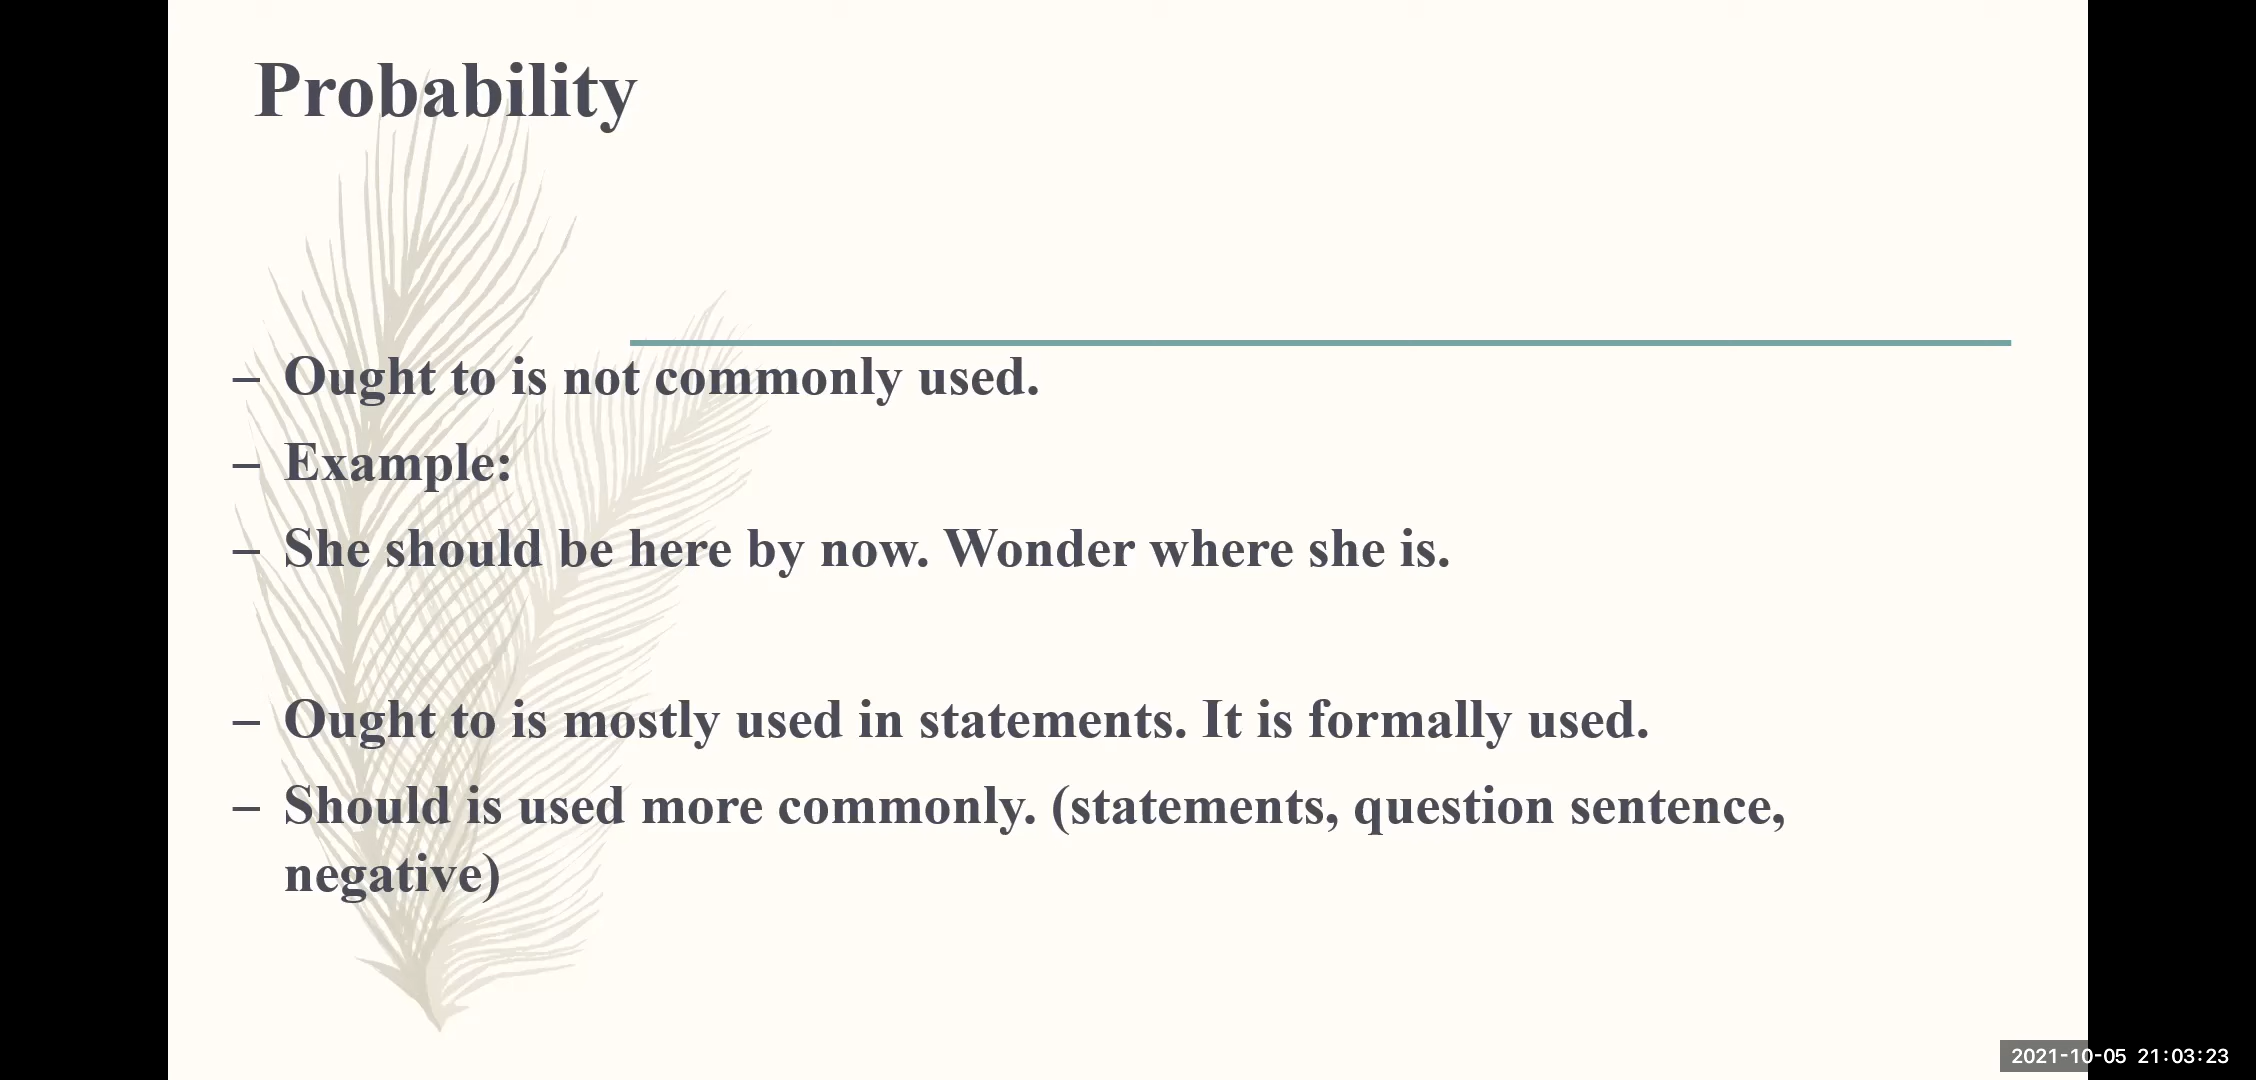 Probability
– Ought to is not commonly used.
– Example:
– She should be here by now. Wonder where she is.
– Ought to is mostly used in statements. It is formally used.
– Should is used more commonly. (statements, question sentence,
negative)
2021-10-05 21:03:23